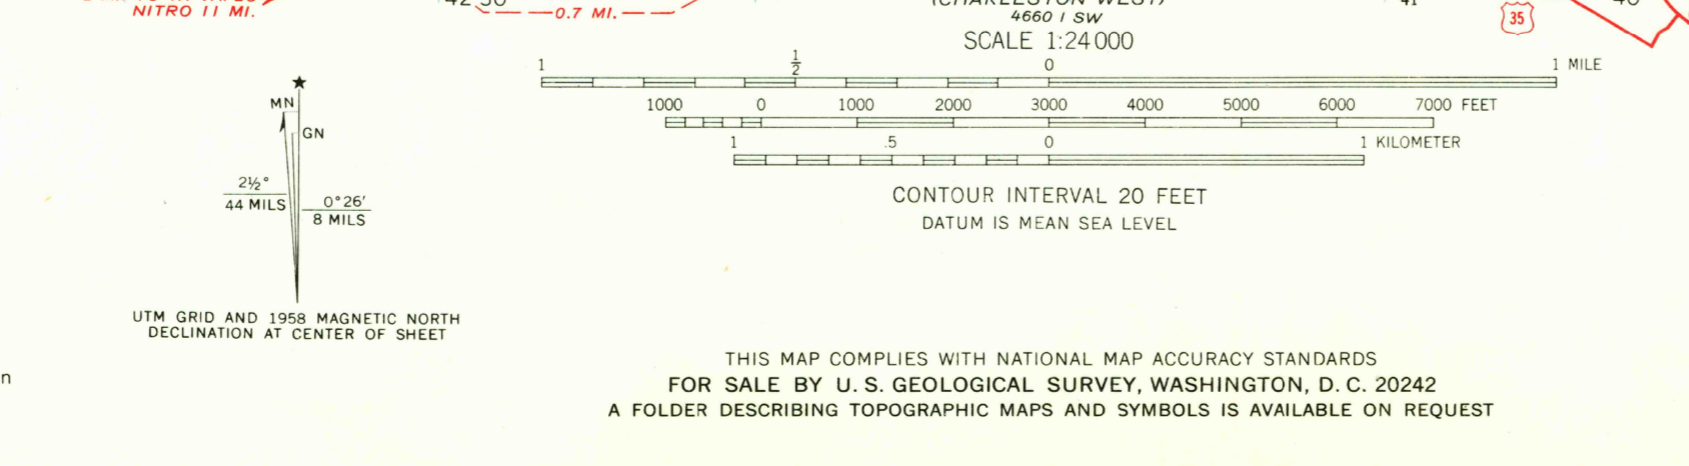 NITRO 11 MI.
0.7 MI.
(CHARLESTON WEST)
4660 I SW
41
35
SCALE 1:24 000
1 ½ 0 1 MILE
1000 0 1000 2000 3000 4000 5000 6000 7000 FEET
1 .5 0 1 KILOMETER
CONTOUR INTERVAL 20 FEET
DATUM IS MEAN SEA LEVEL
MN
GN
2½°
44 MILS
0°26′
8 MILS
UTM GRID AND 1958 MAGNETIC NORTH
DECLINATION AT CENTER OF SHEET
THIS MAP COMPLIES WITH NATIONAL MAP ACCURACY STANDARDS
FOR SALE BY U. S. GEOLOGICAL SURVEY, WASHINGTON, D. C. 20242
A FOLDER DESCRIBING TOPOGRAPHIC MAPS AND SYMBOLS IS AVAILABLE ON REQUEST
n